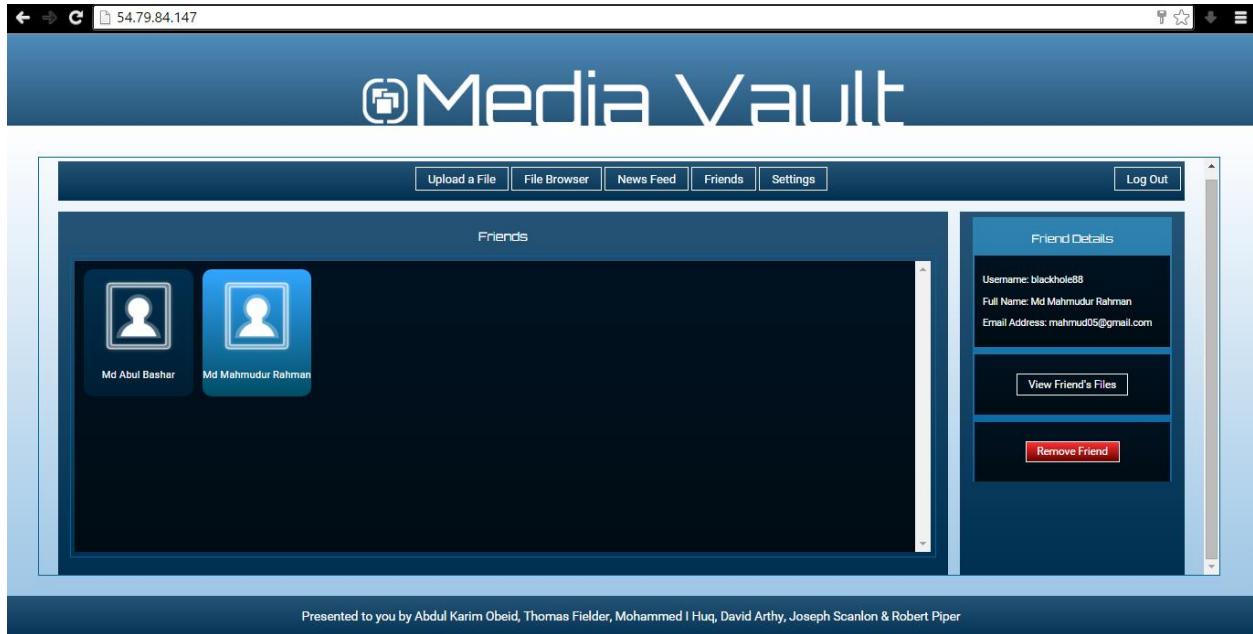 54.79.84.147
Media Vault
Upload a File File Browser News Feed Friends Settings Log Out
Friends
Md Abul Bashar Md Mahmudur Rahman
Friend Details
Username: blackhole88
Full Name: Md Mahmudur Rahman
Email Address: mahmud05@gmail.com
View Friend's Files
Remove Friend
Presented to you by Abdul Karim Obeid, Thomas Fielder, Mohammed I Huq, David Arthy, Joseph Scanlon & Robert Piper